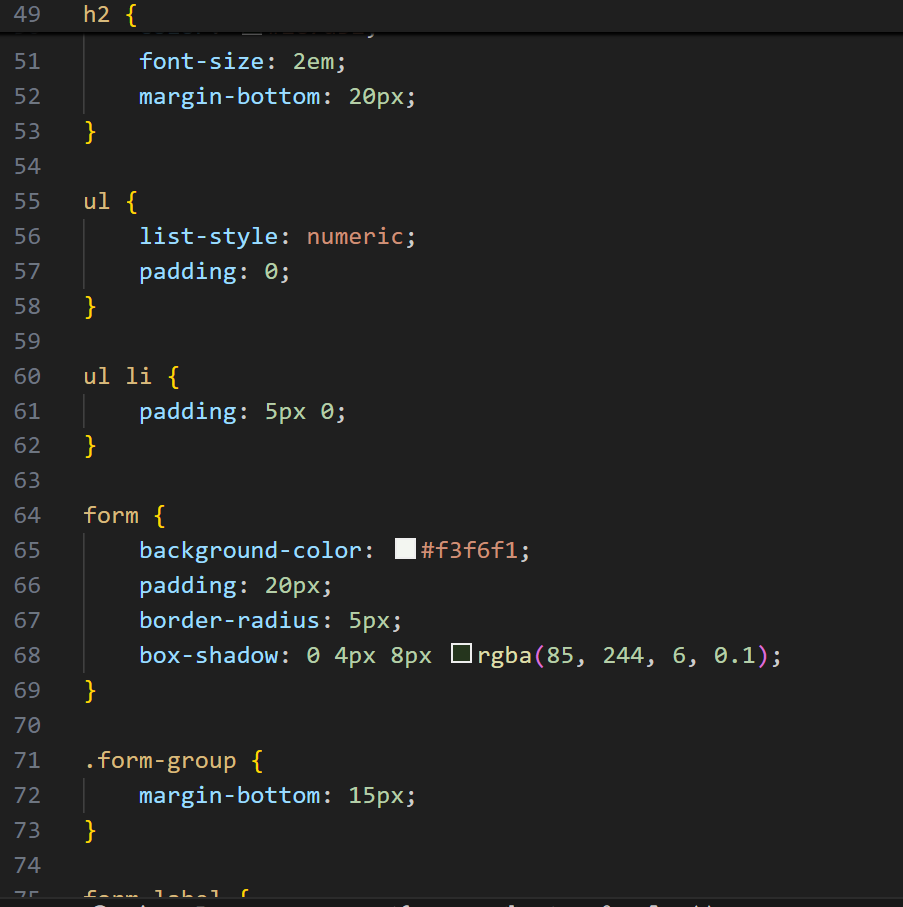 49 h2 {
51 font-size: 2em;
52 margin-bottom: 20px;
53 }
54
55 ul {
56 list-style: numeric;
57 padding: 0;
58 }
59
60 ul li {
61 padding: 5px 0;
62 }
63
64 form {
65 background-color: #f3f6f1;
66 padding: 20px;
67 border-radius: 5px;
68 box-shadow: 0 4px 8px rgba(85, 244, 6, 0.1);
69 }
70
71 .form-group {
72 margin-bottom: 15px;
73 }
74